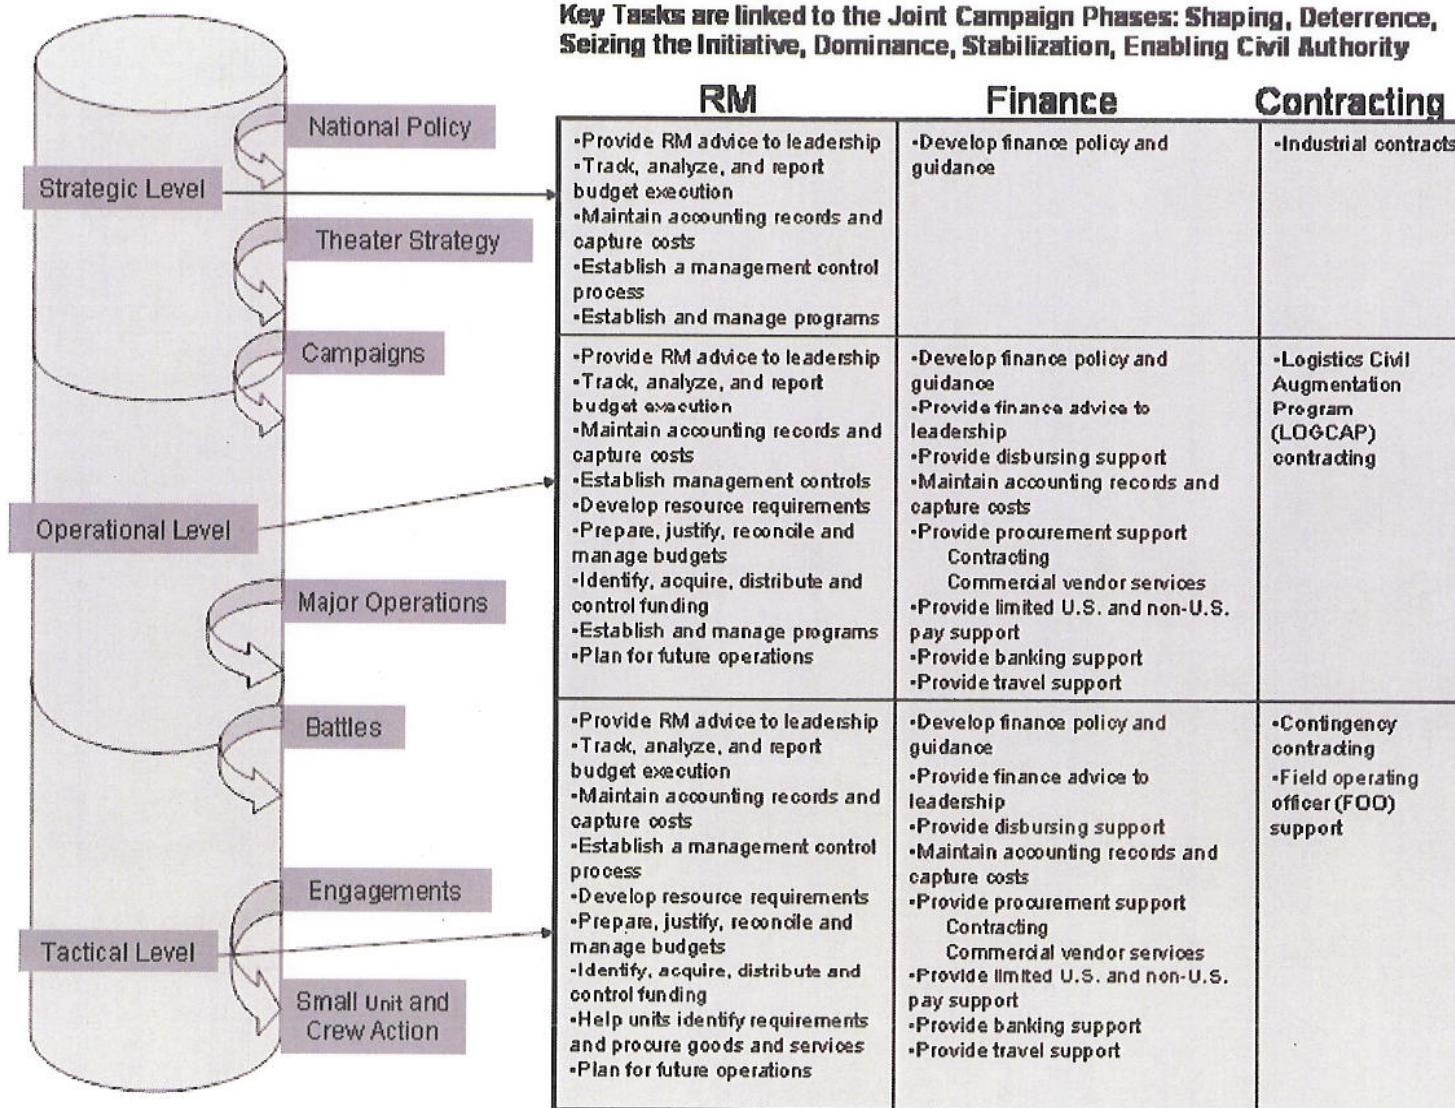 Key Tasks are linked to the Joint Campaign Phases: Shaping, Deterrence,
Seizing the Initiative, Dominance, Stabilization, Enabling Civil Authority
National Policy
Strategic Level
Theater Strategy
Campaigns
Operational Level
Major Operations
Battles
Engagements
Tactical Level
Small Unit and
Crew Action
RM
Finance
Contracting
•Provide RM advice to leadership
•Track, analyze, and report
budget execution
•Maintain accounting records and
capture costs
•Establish a management control
process
•Establish and manage programs
•Develop finance policy and
guidance
•Industrial contracts
•Provide RM advice to leadership
•Track, analyze, and report
budget execution
•Maintain accounting records and
capture costs
•Establish management controls
•Develop resource requirements
•Prepare, justify, reconcile and
manage budgets
•Identify, acquire, distribute and
control funding
•Establish and manage programs
•Plan for future operations
•Develop finance policy and
guidance
•Provide finance advice to
leadership
•Provide disbursing support
•Maintain accounting records and
capture costs
•Provide procurement support
Contracting
Commercial vendor services
•Provide limited U.S. and non-U.S.
pay support
•Provide banking support
•Provide travel support
•Logistics Civil
Augmentation
Program
(LOGCAP)
contracting
•Provide RM advice to leadership
•Track, analyze, and report
budget execution
•Maintain accounting records and
capture costs
•Establish a management control
process
•Develop resource requirements
•Prepare, justify, reconcile and
manage budgets
•Identify, acquire, distribute and
control funding
•Help units identify requirements
and procure goods and services
•Plan for future operations
•Develop finance policy and
guidance
•Provide finance advice to
leadership
•Provide disbursing support
•Maintain accounting records and
capture costs
•Provide procurement support
Contracting
Commercial vendor services
•Provide limited U.S. and non-U.S.
pay support
•Provide banking support
•Provide travel support
•Contingency
contracting
•Field operating
officer (FOO)
support